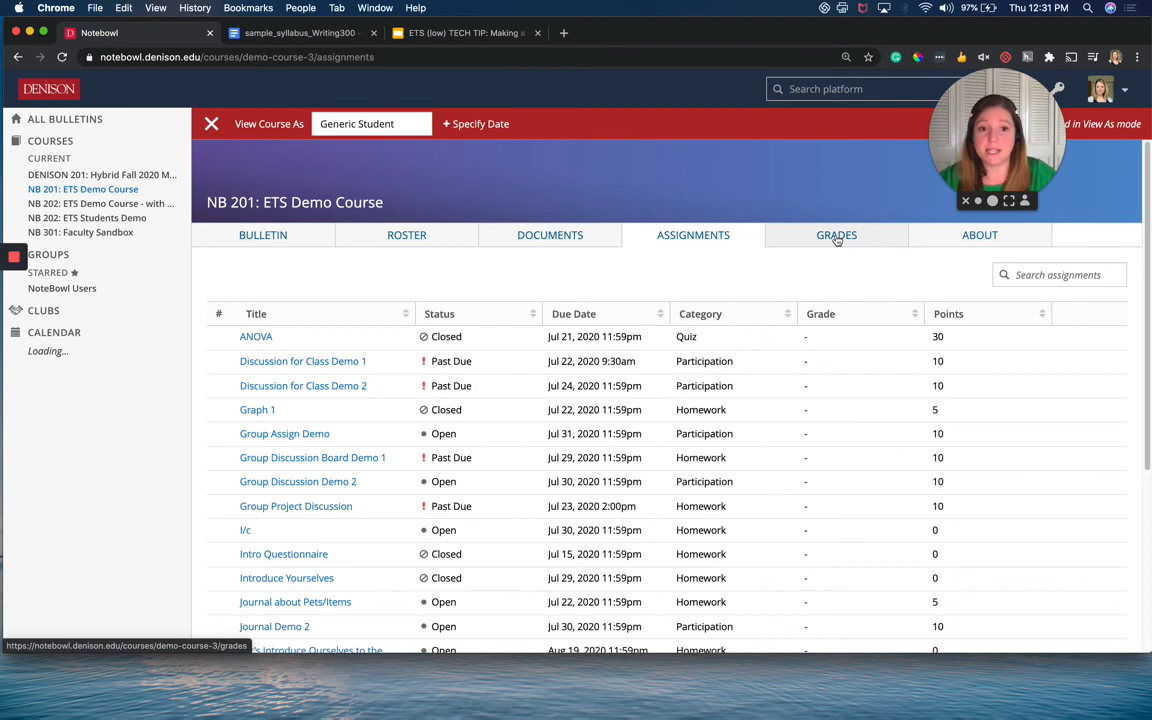 Chrome File Edit View History Bookmarks People Tab Window Help 97% Thu 12:31 PM
Notebowl sample_syllabus_Writing300 - ETS (low) TECH TIP: Making a
notebowl.denison.edu/courses/demo-course-3/assignments
DENISON Search platform
ALL BULLETINS
COURSES
CURRENT
DENISON 201: Hybrid Fall 2020 M...
NB 201: ETS Demo Course
NB 202: ETS Demo Course - with ...
NB 202: ETS Students Demo
NB 301: Faculty Sandbox
GROUPS
STARRED
NoteBowl Users
CLUBS
CALENDAR
Loading...
View Course As Generic Student + Specify Date d in View As mode
NB 201: ETS Demo Course
BULLETIN ROSTER DOCUMENTS ASSIGNMENTS GRADES ABOUT
Search assignments
# Title Status Due Date Category Grade Points
ANOVA Closed Jul 21, 2020 11:59pm Quiz - 30
Discussion for Class Demo 1 Past Due Jul 22, 2020 9:30am Participation - 10
Discussion for Class Demo 2 Past Due Jul 24, 2020 11:59pm Participation - 10
Graph 1 Closed Jul 22, 2020 11:59pm Homework - 5
Group Assign Demo Open Jul 31, 2020 11:59pm Participation - 10
Group Discussion Board Demo 1 Past Due Jul 29, 2020 11:59pm Homework - 10
Group Discussion Demo 2 Open Jul 30, 2020 11:59pm Participation - 10
Group Project Discussion Past Due Jul 23, 2020 2:00pm Homework - 10
I/c Open Jul 30, 2020 11:59pm Homework - 0
Intro Questionnaire Closed Jul 15, 2020 11:59pm Homework - 0
Introduce Yourselves Closed Jul 29, 2020 11:59pm Homework - 0
Journal about Pets/Items Open Jul 22, 2020 11:59pm Homework - 5
Journal Demo 2 Open Jul 30, 2020 11:59pm Participation - 10
's Introduce Ourselves to the Open Aug 19, 2020 11:59pm Homework - 0
https://notebowl.denison.edu/courses/demo-course-3/grades